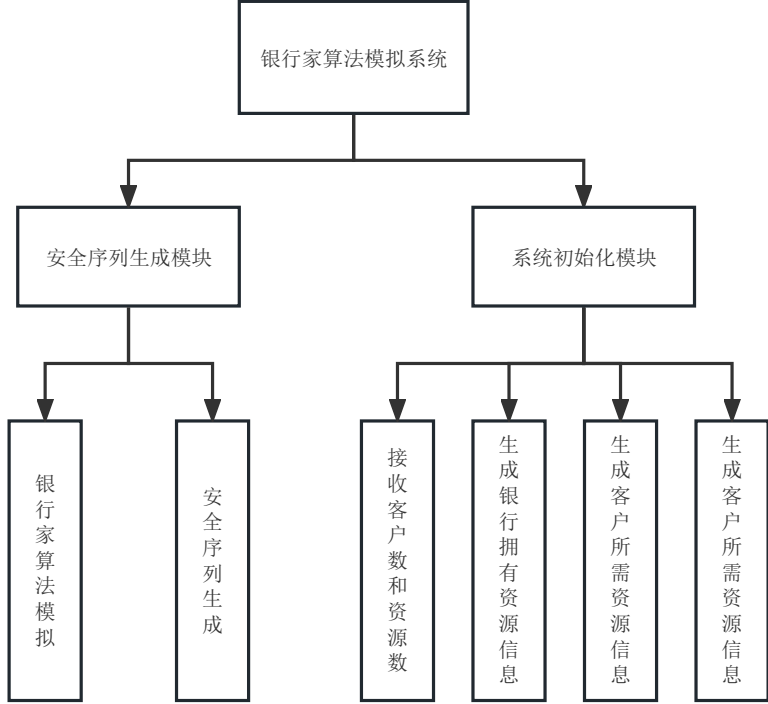 银行家算法模拟系统
安全序列生成模块
系统初始化模块
银行家算法模拟
安全序列生成
接收客户数和资源数
生成银行拥有资源信息
生成客户所需资源信息
生成客户所需资源信息